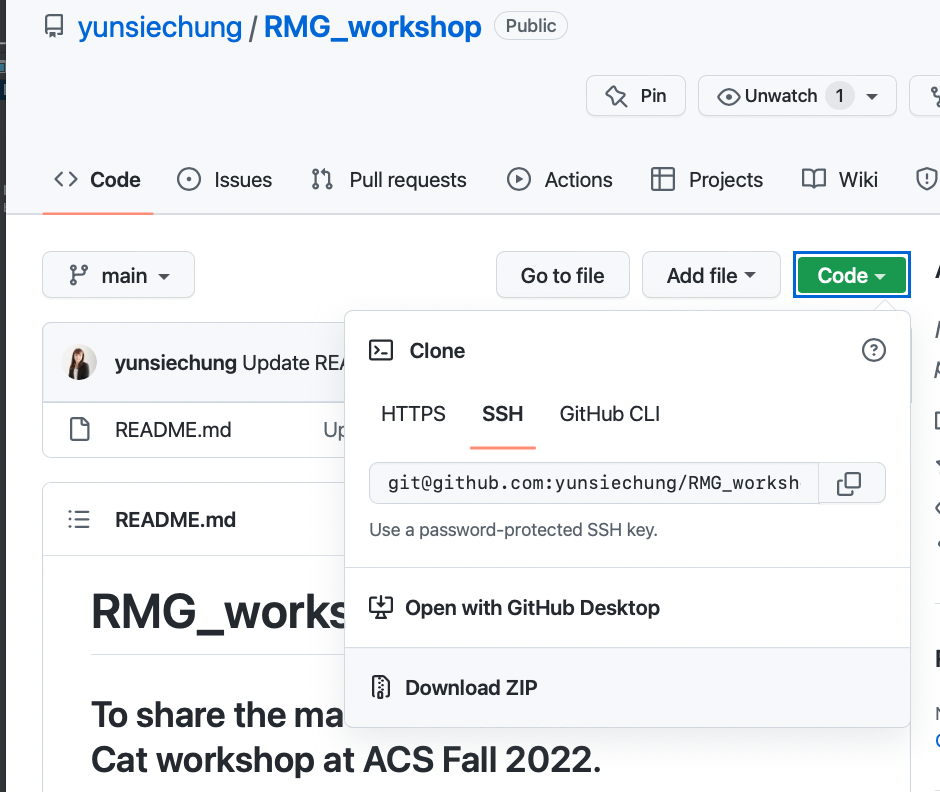 yunsiechung / RMG_workshop Public
Pin Unwatch 1
Code Issues Pull requests Actions Projects Wiki
main Go to file Add file Code
yunsiechung Update REA
Clone
HTTPS SSH GitHub CLI
README.md Up
git@github.com:yunsiechung/RMG_worksh
README.md
Use a password-protected SSH key.
RMG_works
Open with GitHub Desktop
Download ZIP
To share the ma
Cat workshop at ACS Fall 2022.